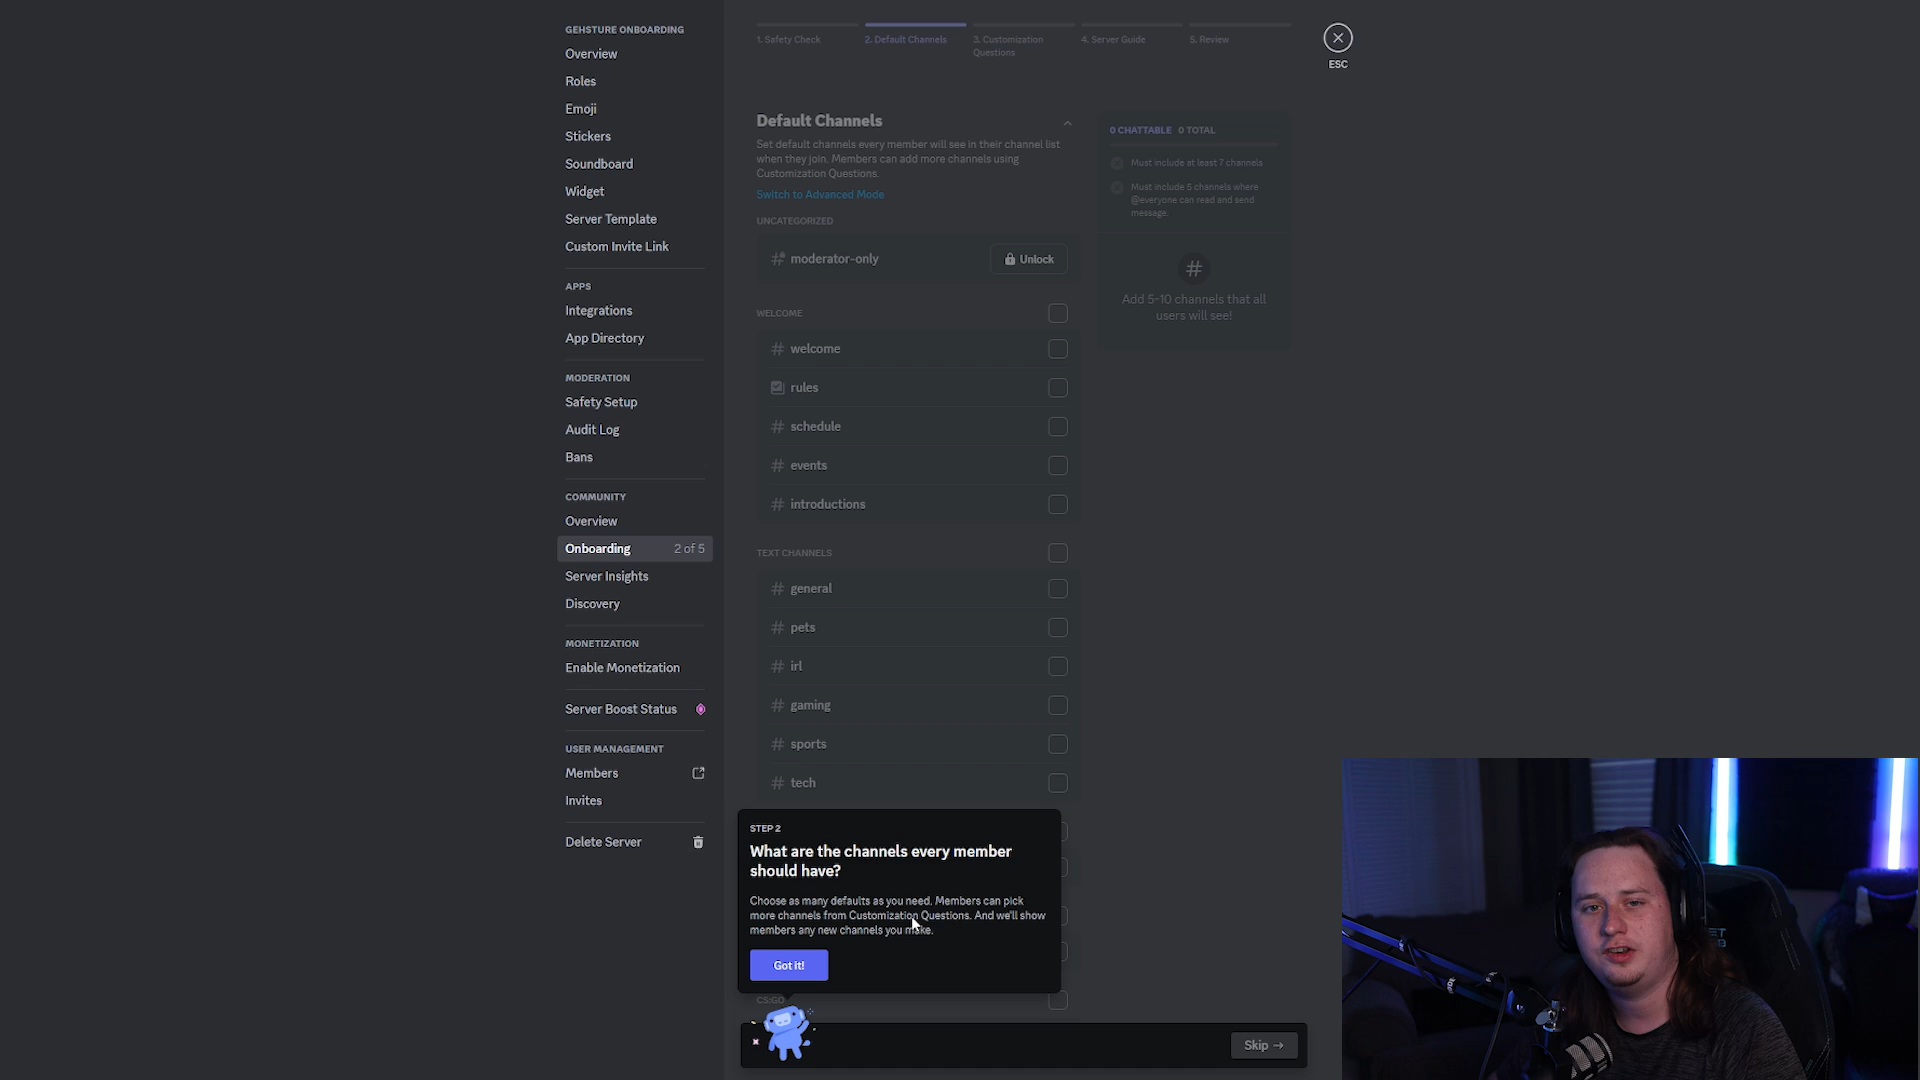 GEHSTURE ONBOARDING
Overview
Roles
Emoji
Stickers
Soundboard
Widget
Server Template
Custom Invite Link
APPS
Integrations
App Directory
MODERATION
Safety Setup
Audit Log
Bans
COMMUNITY
Overview
Onboarding 2 of 5
Server Insights
Discovery
MONETIZATION
Enable Monetization
Server Boost Status
USER MANAGEMENT
Members
Invites
Delete Server
1. Safety Check
2. Default Channels
3. Customization
Questions
4. Server Guide
5. Review
ESC
Default Channels
Set default channels every member will see in their channel list
when they join. Members can add more channels using
Customization Questions.
Switch to Advanced Mode
UNCATEGORIZED
moderator-only
Unlock
WELCOME
welcome
rules
schedule
events
introductions
TEXT CHANNELS
general
pets
irl
gaming
sports
tech
CS:GO
0 CHATTABLE 0 TOTAL
Must include at least 7 channels
Must include 5 channels where
@everyone can read and send
message.
#
Add 5-10 channels that all
users will see!
STEP 2
What are the channels every member
should have?
Choose as many defaults as you need. Members can pick
more channels from Customization Questions. And we'll show
members any new channels you make.
Got it!
Skip →